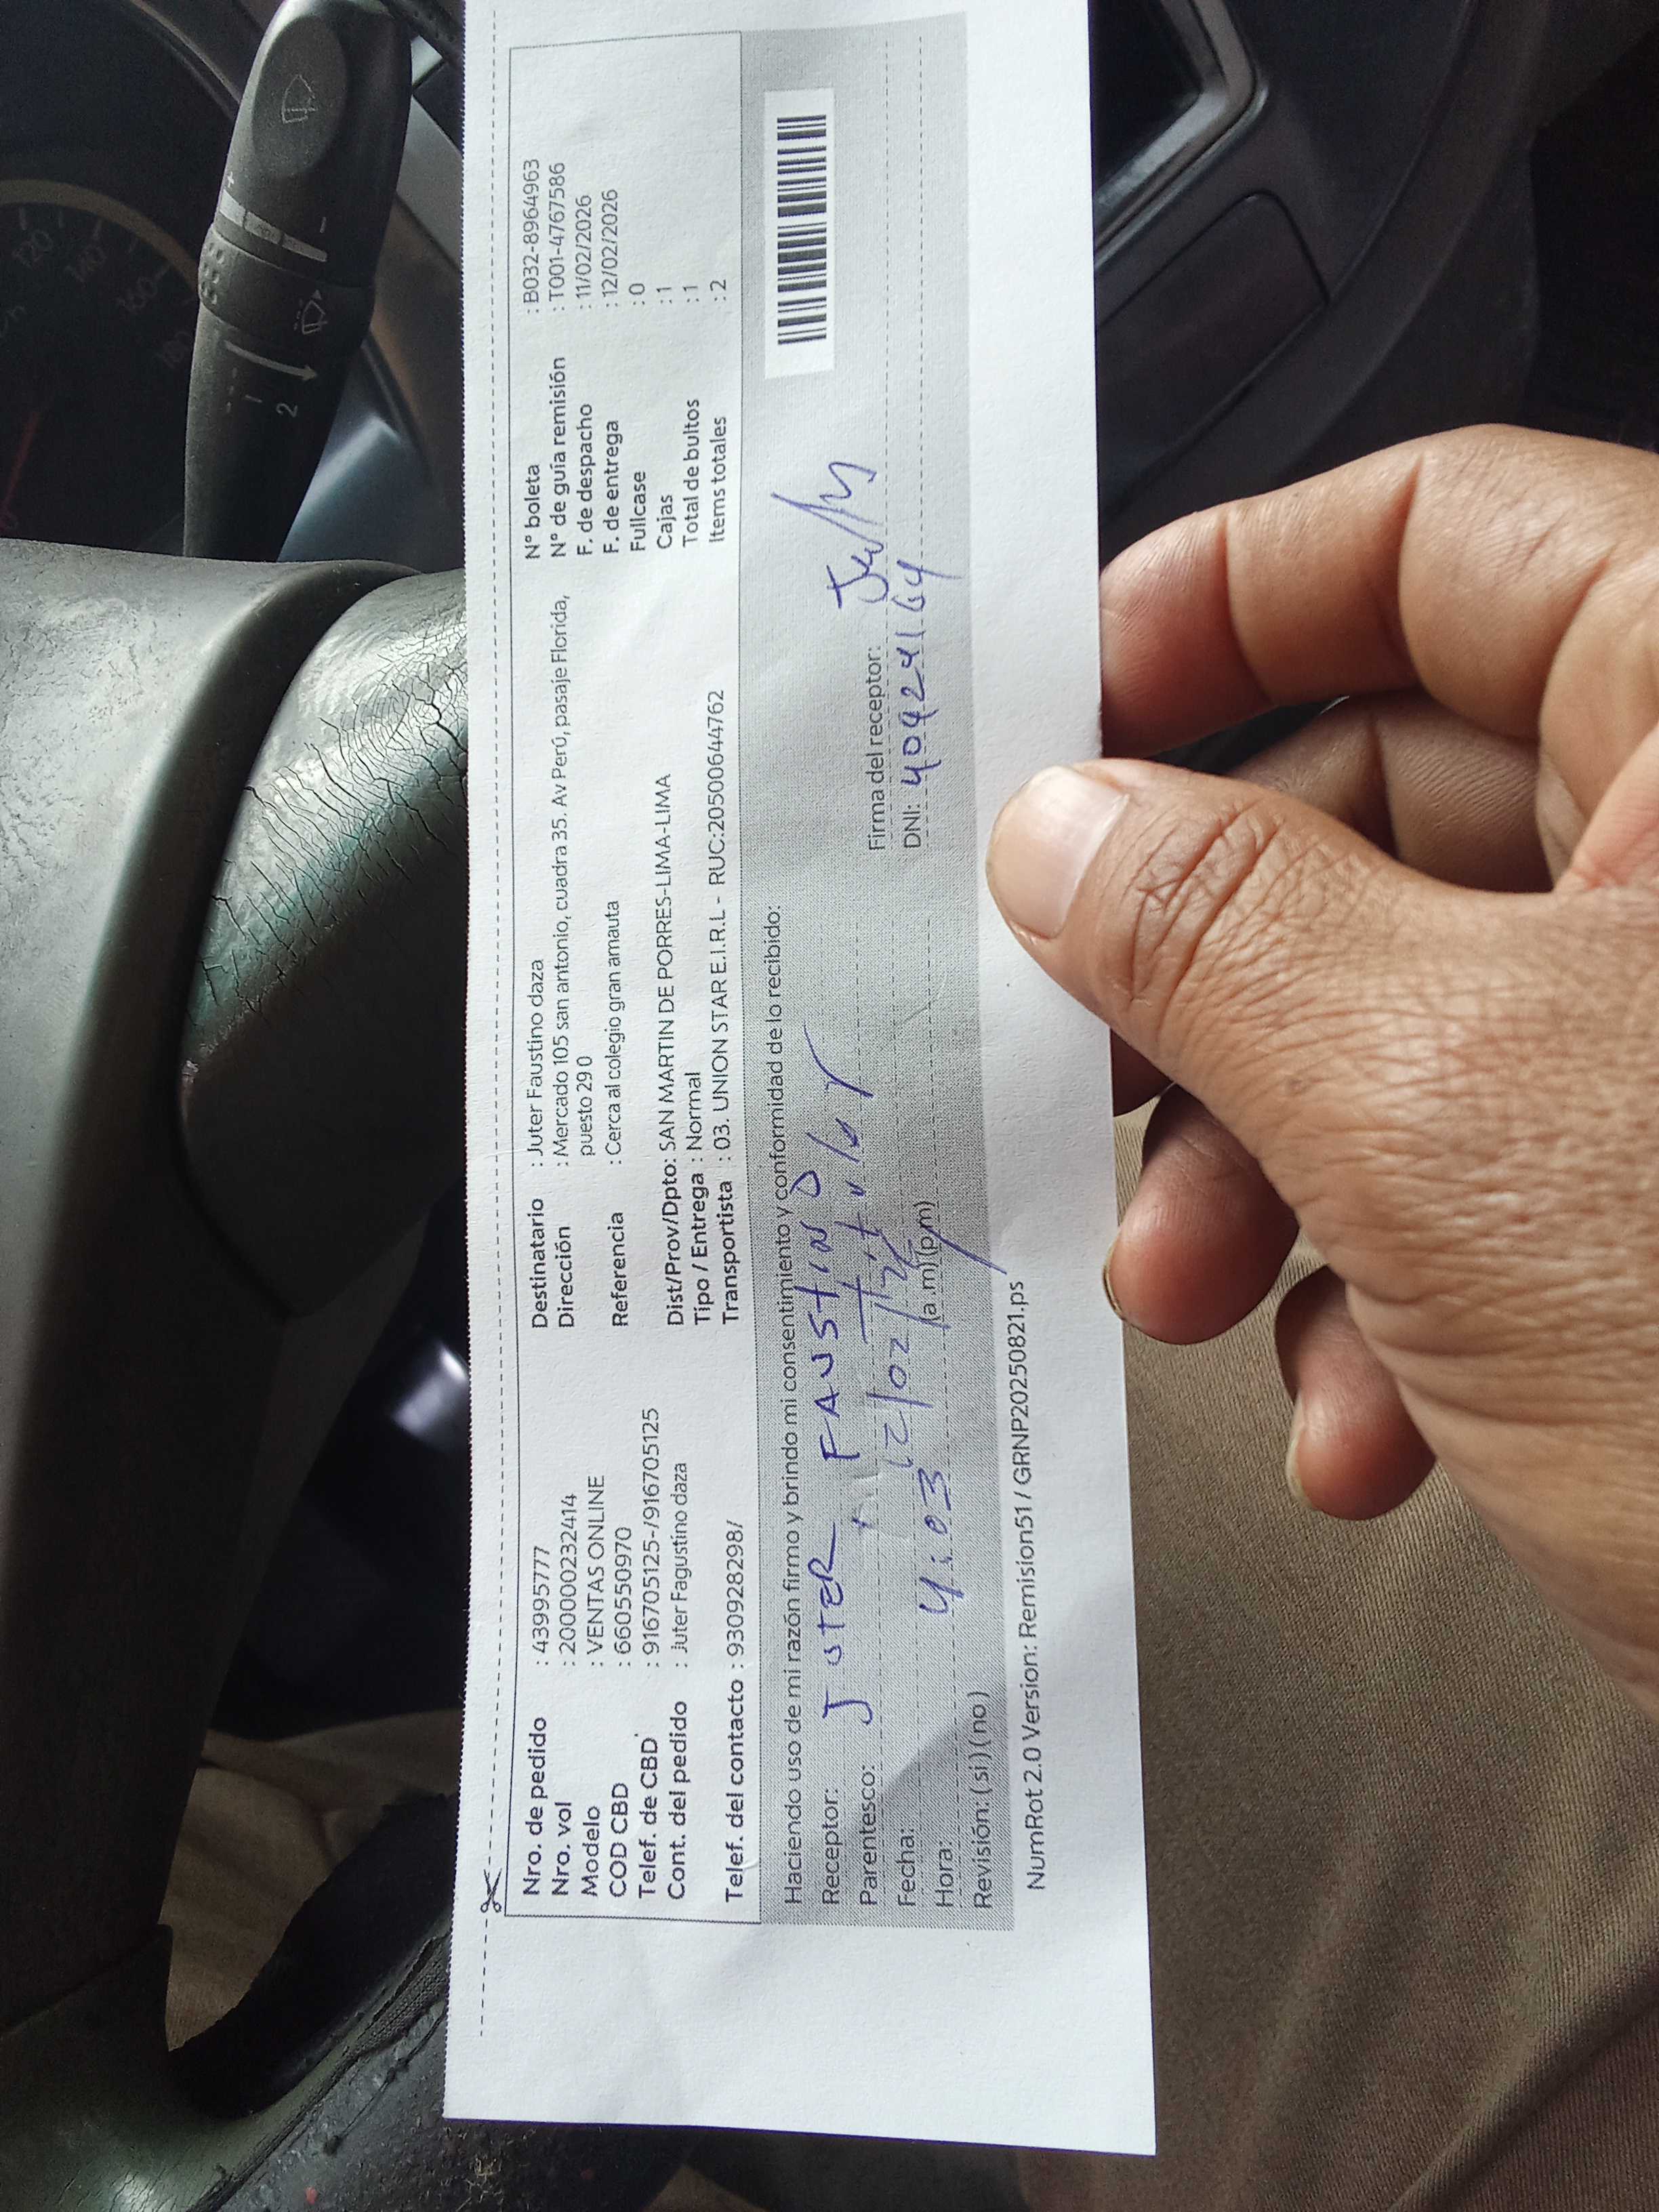 Nro. de pedido : 43995777
Nro. vol : 200000232414
Modelo : VENTAS ONLINE
COD CBD : 660550970
Telef. de CBD : 916705125-/916705125
Cont. del pedido : Juter Fagustino daza
Telef. del contacto : 930928298/
Destinatario : Juter Faustino daza
Dirección : Mercado 105 san antonio, cuadra 35. Av Perú, pasaje Florida,
puesto 29 0
Referencia : Cerca al colegio gran amauta
Dist/Prov/Dpto: SAN MARTIN DE PORRES-LIMA-LIMA
Tipo / Entrega : Normal
Transportista : 03. UNION STAR E.I.R.L - RUC:20500644762
N° boleta : B032-8964963
N° de guía remisión : T001-4767586
F. de despacho : 11/02/2026
F. de entrega : 12/02/2026
Fullcase : 0
Cajas : 1
Total de bultos : 1
Items totales : 2
Haciendo uso de mi razón firmo y brindo mi consentimiento y conformidad de lo recibido:
Receptor: JUTER FAUSTINO
Parentesco:
Fecha: 12/02/
Hora: 4:03 (a.m)(p.m)
Revisión: (si) (no)
Firma del receptor:
DNI: 40924164
NumRot 2.0 Version: Remision51 / GRNP20250821.ps
120
140
160
180
1
2